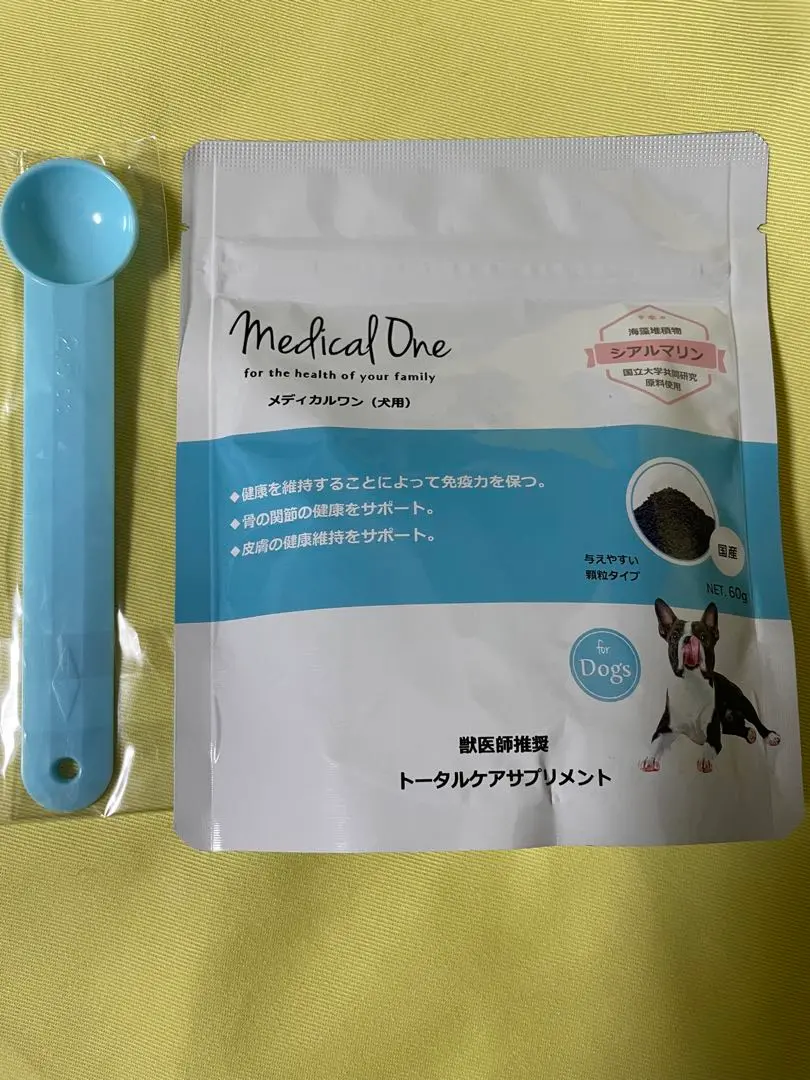 Medical One
for the health of your family
メディカルワン（犬用）
海藻堆積物
シアルマリン
国立大学共同研究
原料使用
◆健康を維持することによって免疫力を保つ。
◆骨の関節の健康をサポート。
◆皮膚の健康維持をサポート。
与えやすい
顆粒タイプ
国産
NET. 60g
for
Dogs
獣医師推奨
トータルケアサプリメント